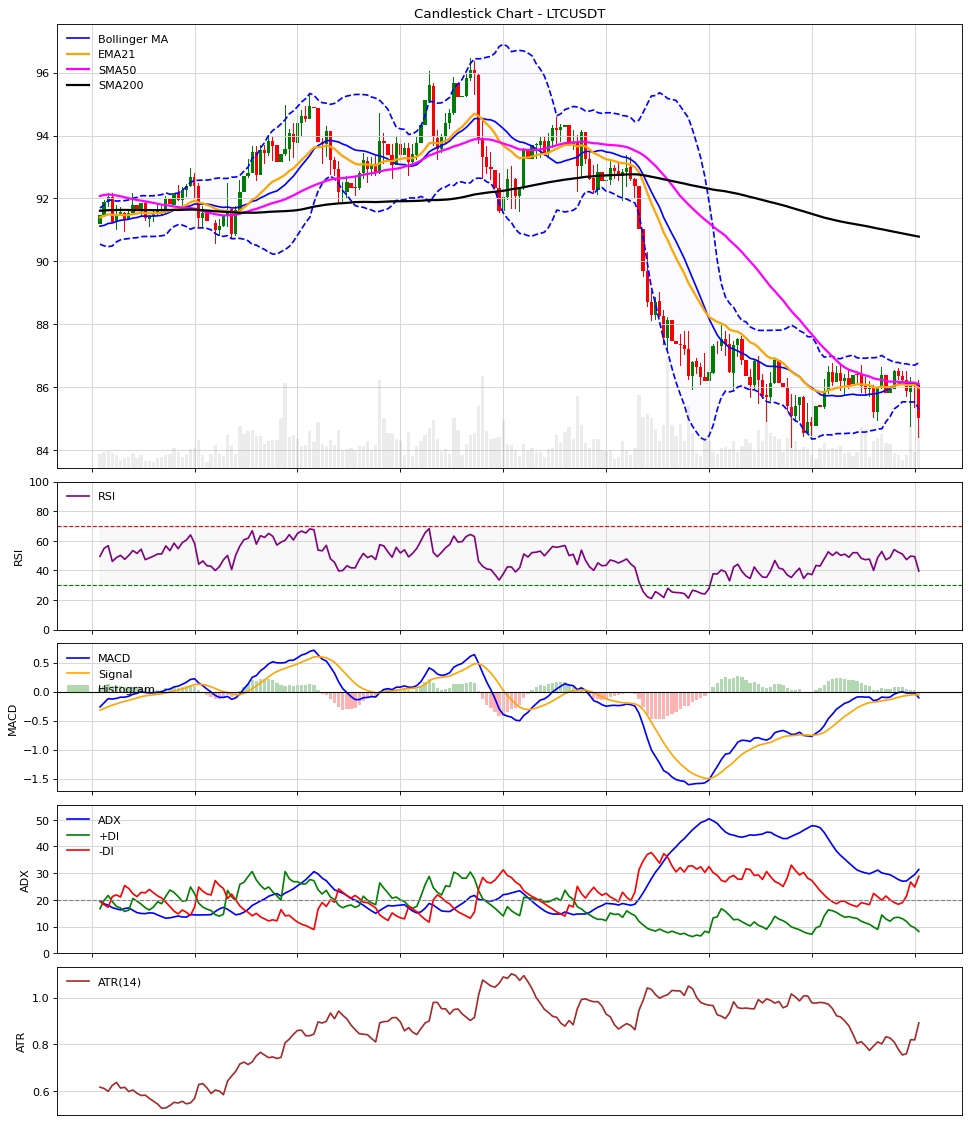 Candlestick Chart - LTCUSDT
Bollinger MA
EMA21
SMA50
SMA200
96
94
92
90
88
86
84
RSI
RSI
100
80
60
40
20
0
MACD
Signal
Histogram
MACD
0.5
0.0
−0.5
−1.0
−1.5
ADX
+DI
-DI
ADX
50
40
30
20
10
0
ATR(14)
ATR
1.0
0.8
0.6